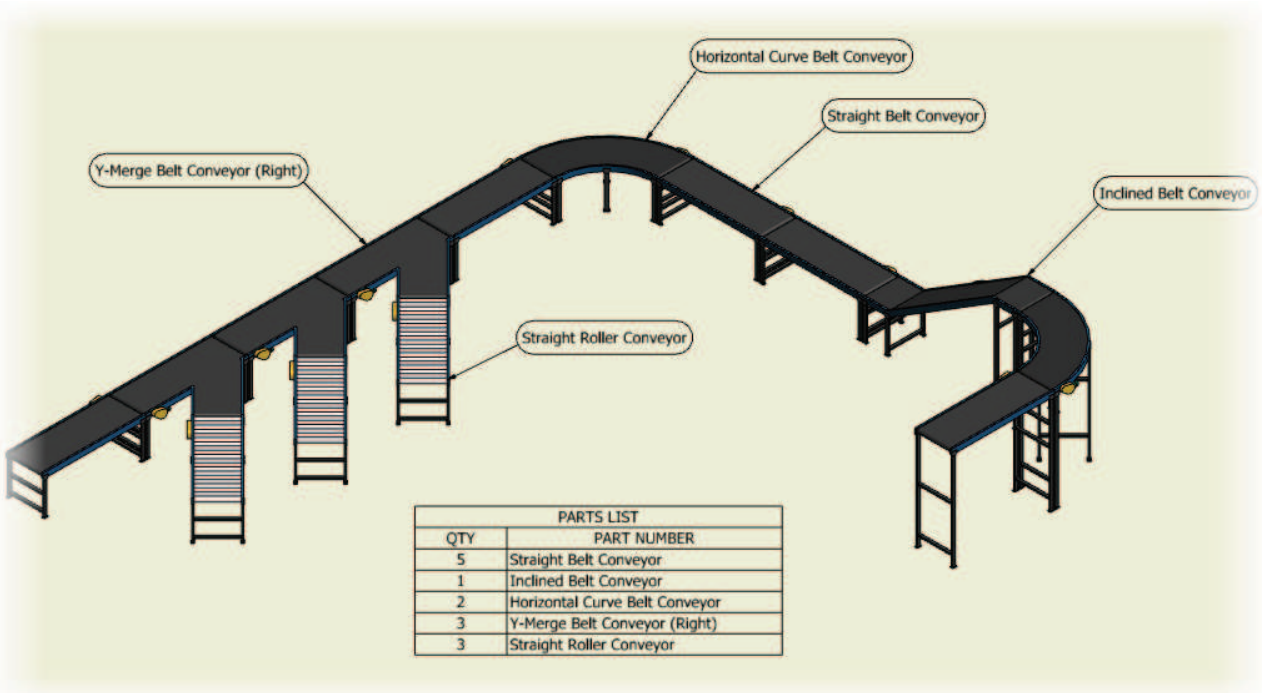 Horizontal Curve Belt Conveyor
Straight Belt Conveyor
Y-Merge Belt Conveyor (Right)
Inclined Belt Conveyor
Straight Roller Conveyor
PARTS LIST
QTY PART NUMBER
5 Straight Belt Conveyor
1 Inclined Belt Conveyor
2 Horizontal Curve Belt Conveyor
3 Y-Merge Belt Conveyor (Right)
3 Straight Roller Conveyor